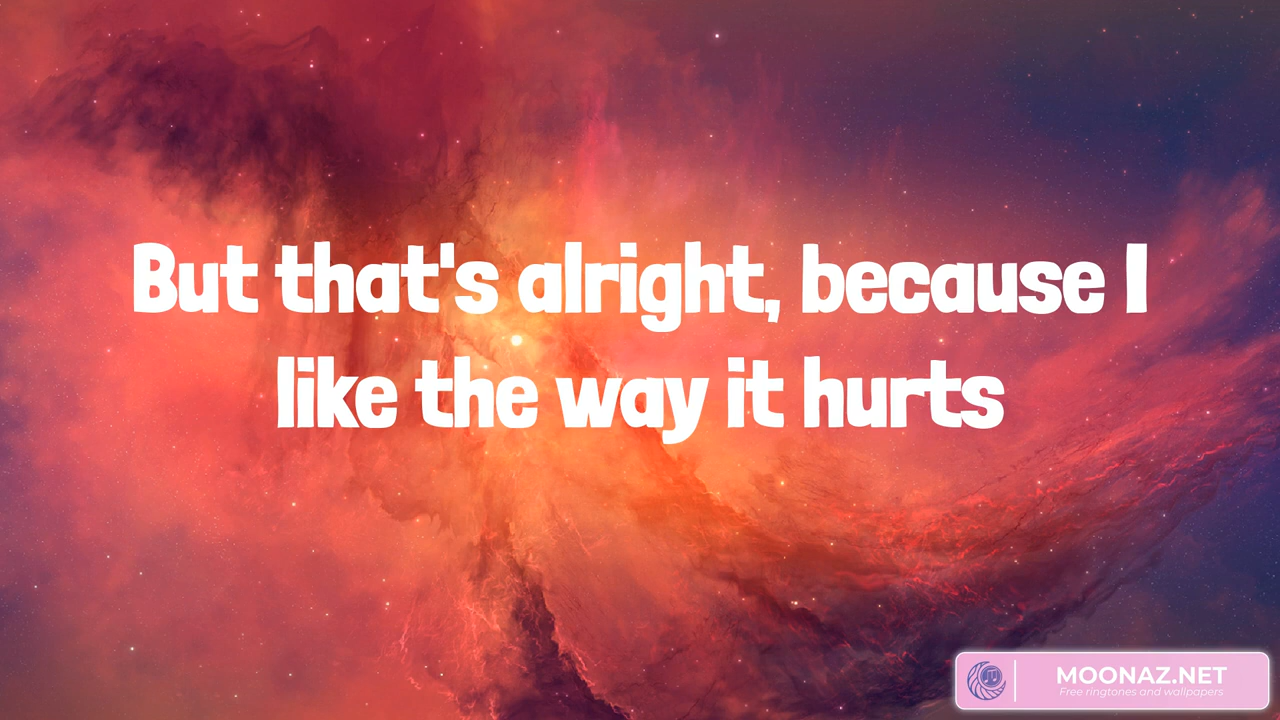 But that's alright, because I
like the way it hurts
MOONAZ.NET
Free ringtones and wallpapers